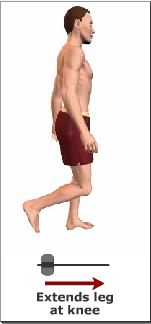 Extends leg
at knee